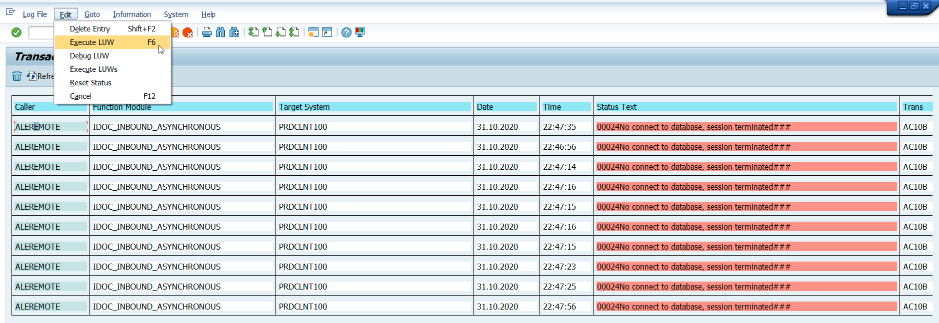 Log File Edit Goto Information System Help
Delete Entry Shift+F2
Execute LUW F6
Debug LUW
Execute LUWs
Reset Status
Cancel F12
Transac
Refre
Caller Function Module Target System Date Time Status Text Trans
ALEREMOTE IDOC_INBOUND_ASYNCHRONOUS PRDCLNT100 31.10.2020 22:47:35 00024No connect to database, session terminated### AC10B
ALEREMOTE IDOC_INBOUND_ASYNCHRONOUS PRDCLNT100 31.10.2020 22:46:56 00024No connect to database, session terminated### AC10B
ALEREMOTE IDOC_INBOUND_ASYNCHRONOUS PRDCLNT100 31.10.2020 22:47:14 00024No connect to database, session terminated### AC10B
ALEREMOTE IDOC_INBOUND_ASYNCHRONOUS PRDCLNT100 31.10.2020 22:47:16 00024No connect to database, session terminated### AC10B
ALEREMOTE IDOC_INBOUND_ASYNCHRONOUS PRDCLNT100 31.10.2020 22:47:15 00024No connect to database, session terminated### AC10B
ALEREMOTE IDOC_INBOUND_ASYNCHRONOUS PRDCLNT100 31.10.2020 22:47:16 00024No connect to database, session terminated### AC10B
ALEREMOTE IDOC_INBOUND_ASYNCHRONOUS PRDCLNT100 31.10.2020 22:47:15 00024No connect to database, session terminated### AC10B
ALEREMOTE IDOC_INBOUND_ASYNCHRONOUS PRDCLNT100 31.10.2020 22:47:23 00024No connect to database, session terminated### AC10B
ALEREMOTE IDOC_INBOUND_ASYNCHRONOUS PRDCLNT100 31.10.2020 22:47:25 00024No connect to database, session terminated### AC10B
ALEREMOTE IDOC_INBOUND_ASYNCHRONOUS PRDCLNT100 31.10.2020 22:47:56 00024No connect to database, session terminated### AC10B